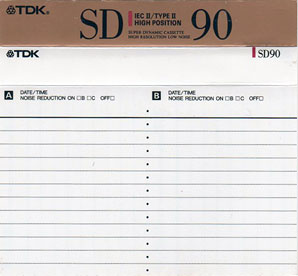 TDK SD IEC II/TYPE II 90
HIGH POSITION
SUPER DYNAMIC CASSETTE
HIGH RESOLUTION LOW NOISE
TDK SD90
A DATE/TIME
NOISE REDUCTION ON □B □C OFF□
B DATE/TIME
NOISE REDUCTION ON □B □C OFF□